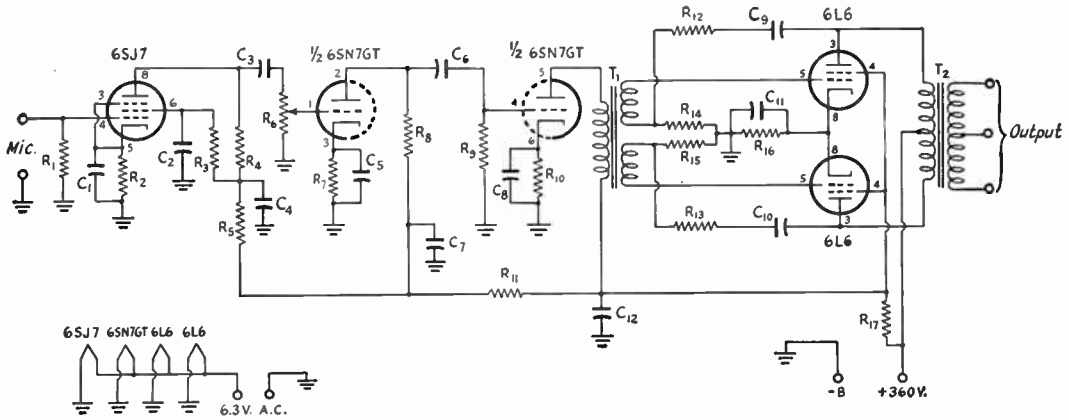 6SJ7
½ 6SN7GT
½ 6SN7GT
6L6
R12
C9
C3
C6
T1
T2
8
2
5
3
3
6
4
1
4
5
4
5
3
6
8
Mic.
R1
C1
R2
C2
R3
R4
R6
R7
C5
R8
R9
C8
R10
R14
R15
C11
R16
Output
C4
R5
C7
8
5
4
3
R13
C10
6L6
R11
C12
R17
6SJ7 6SN7GT 6L6 6L6
6.3V. A.C.
-B
+360V.